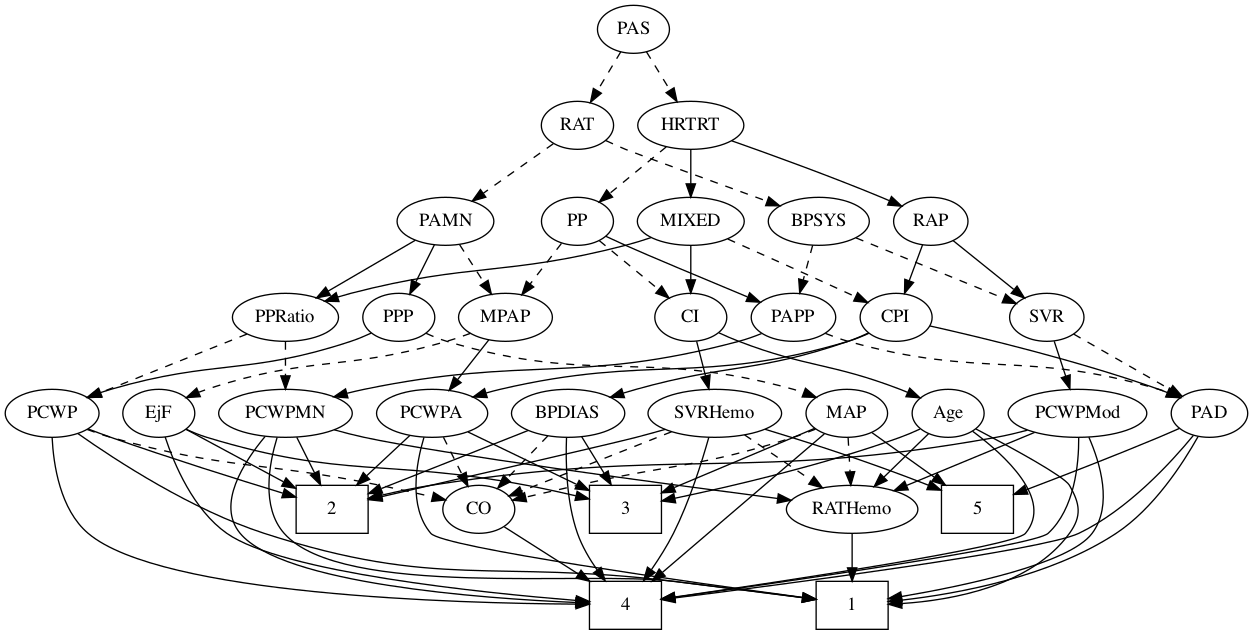 PAS
RAT HRTRT
PAMN PP MIXED BPSYS RAP
PPRatio PPP MPAP CI PAPP CPI SVR
PCWP EjF PCWPMN PCWPA BPDIAS SVRHemo MAP Age PCWPMod PAD
2 CO 3 RATHemo 5
4 1